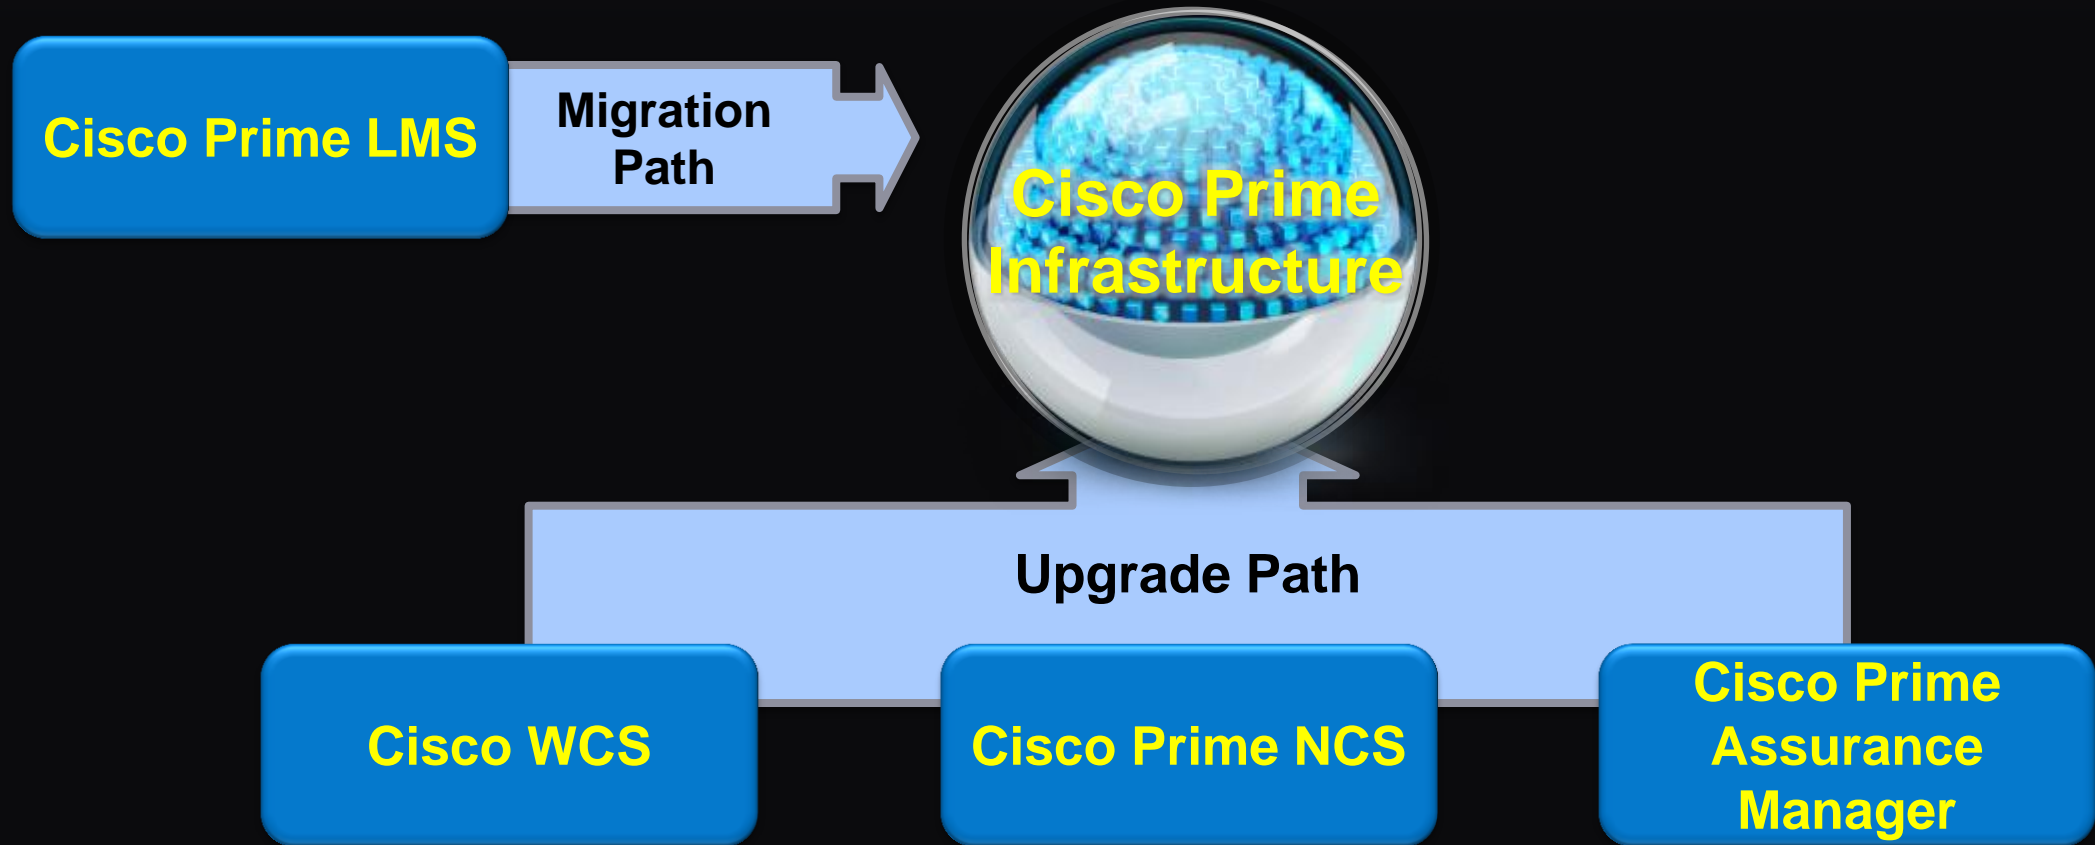 Cisco Prime LMS
Migration
Path
Cisco Prime
Infrastructure
Upgrade Path
Cisco WCS
Cisco Prime NCS
Cisco Prime
Assurance
Manager